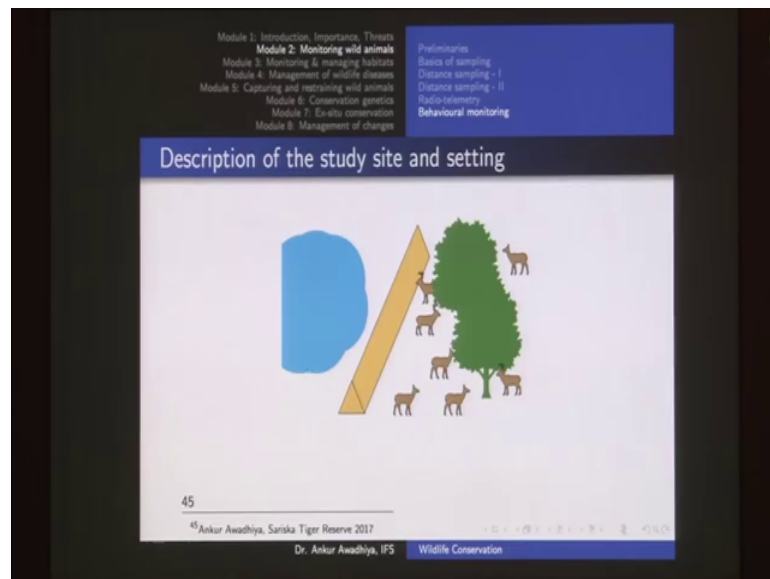 Module 1: Introduction, Importance, Threats
Module 2: Monitoring wild animals
Module 3: Monitoring & managing habitats
Module 4: Management of wildlife diseases
Module 5: Capturing and restraining wild animals
Module 6: Conservation genetics
Module 7: Ex-situ conservation
Module 8: Management of changes
Preliminaries
Basics of sampling
Distance sampling - I
Distance sampling - II
Radio-telemetry
Behavioural monitoring
Description of the study site and setting
45
45 Ankur Awadhiya, Sariska Tiger Reserve 2017
Dr. Ankur Awadhiya, IFS
Wildlife Conservation